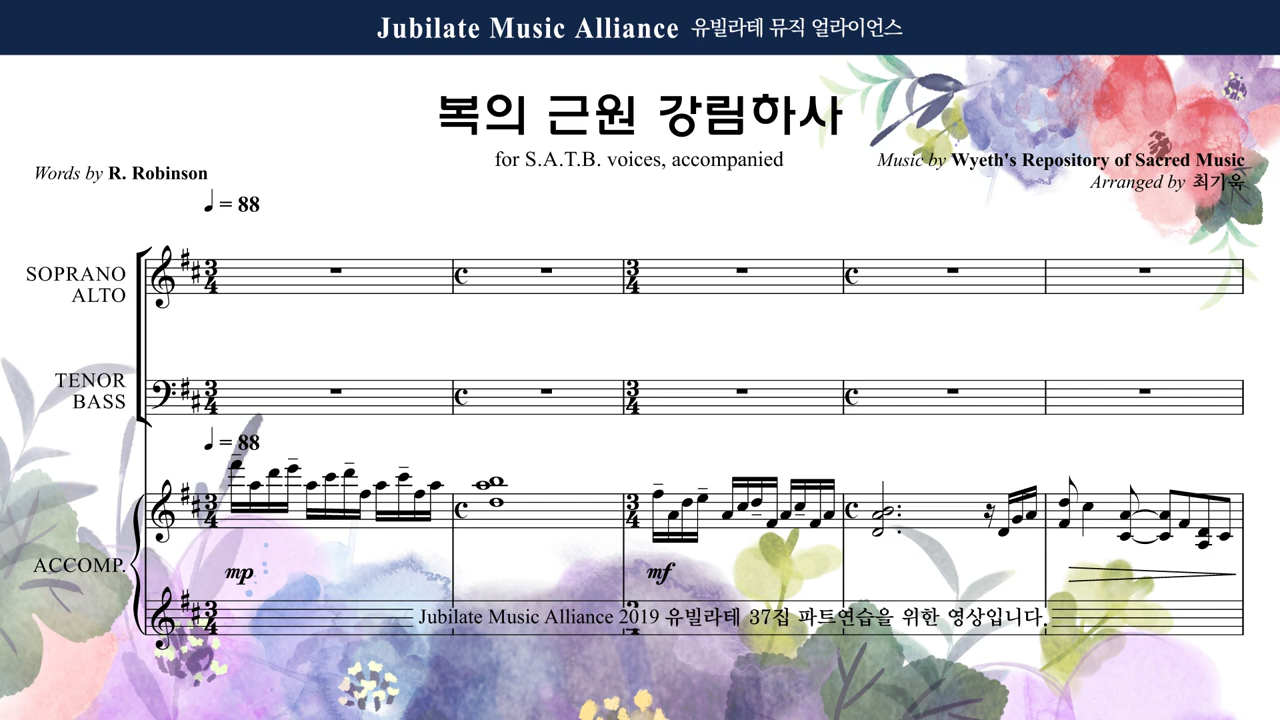 Jubilate Music Alliance 유빌라테 뮤직 얼라이언스
복의 근원 강림하사
for S.A.T.B. voices, accompanied
Words by R. Robinson
Music by Wyeth's Repository of Sacred Music
Arranged by 최기욱
♩ = 88
SOPRANO
ALTO
TENOR
BASS
♩ = 88
ACCOMP.
mp
mf
Jubilate Music Alliance 2019 유빌라테 37집 파트연습을 위한 영상입니다.